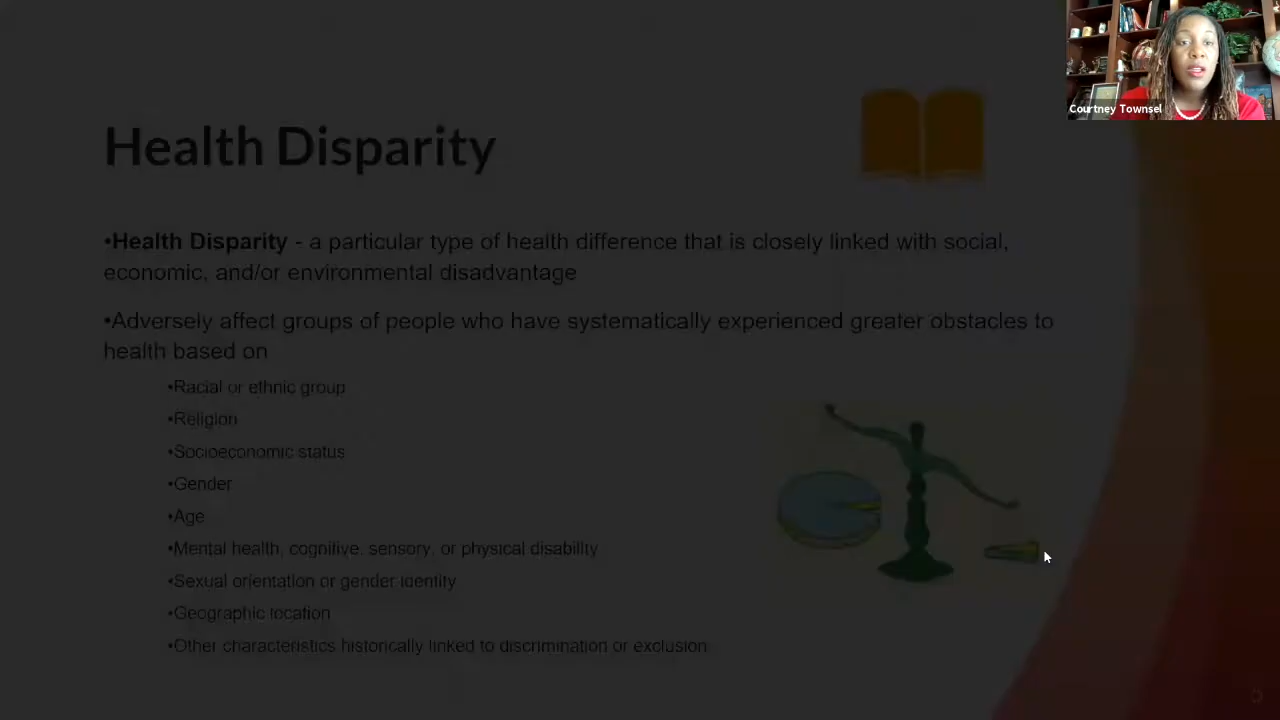 Courtney Townsel
Health Disparity
•Health Disparity - a particular type of health difference that is closely linked with social,
economic, and/or environmental disadvantage
•Adversely affect groups of people who have systematically experienced greater obstacles to
health based on
•Racial or ethnic group
•Religion
•Socioeconomic status
•Gender
•Age
•Mental health, cognitive, sensory, or physical disability
•Sexual orientation or gender identity
•Geographic location
•Other characteristics historically linked to discrimination or exclusion